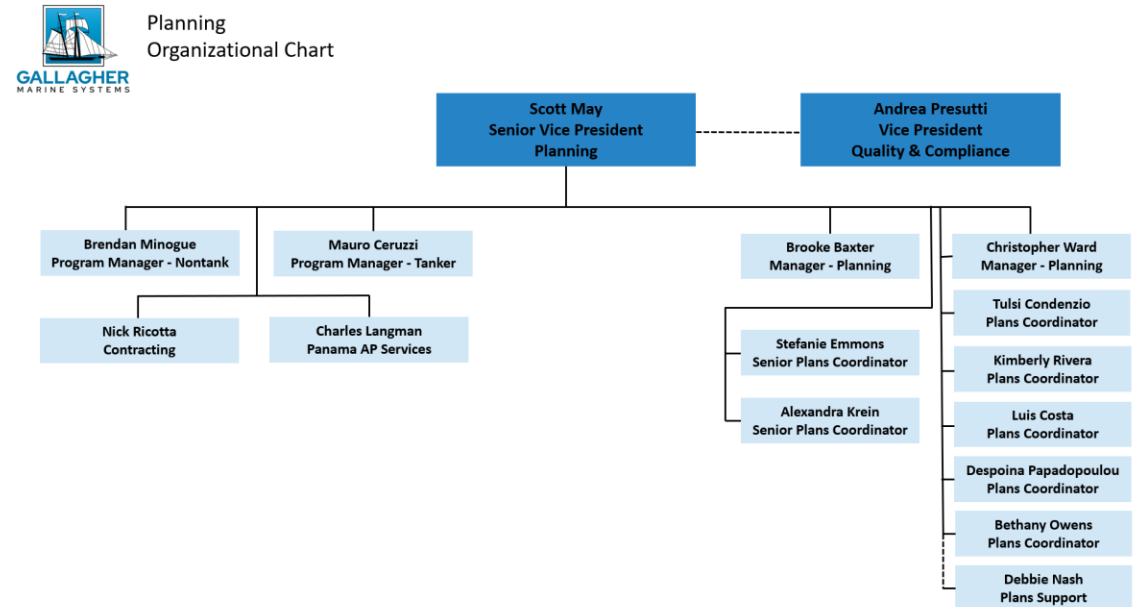 Planning
Organizational Chart
GALLAGHER
MARINE SYSTEMS
Scott May
Senior Vice President
Planning
Andrea Presutti
Vice President
Quality & Compliance
Brendan Minogue
Program Manager - Nontank
Mauro Ceruzzi
Program Manager - Tanker
Brooke Baxter
Manager - Planning
Christopher Ward
Manager - Planning
Nick Ricotta
Contracting
Charles Langman
Panama AP Services
Stefanie Emmons
Senior Plans Coordinator
Alexandra Krein
Senior Plans Coordinator
Tulsi Condenzio
Plans Coordinator
Kimberly Rivera
Plans Coordinator
Luis Costa
Plans Coordinator
Despoina Papadopoulou
Plans Coordinator
Bethany Owens
Plans Coordinator
Debbie Nash
Plans Support